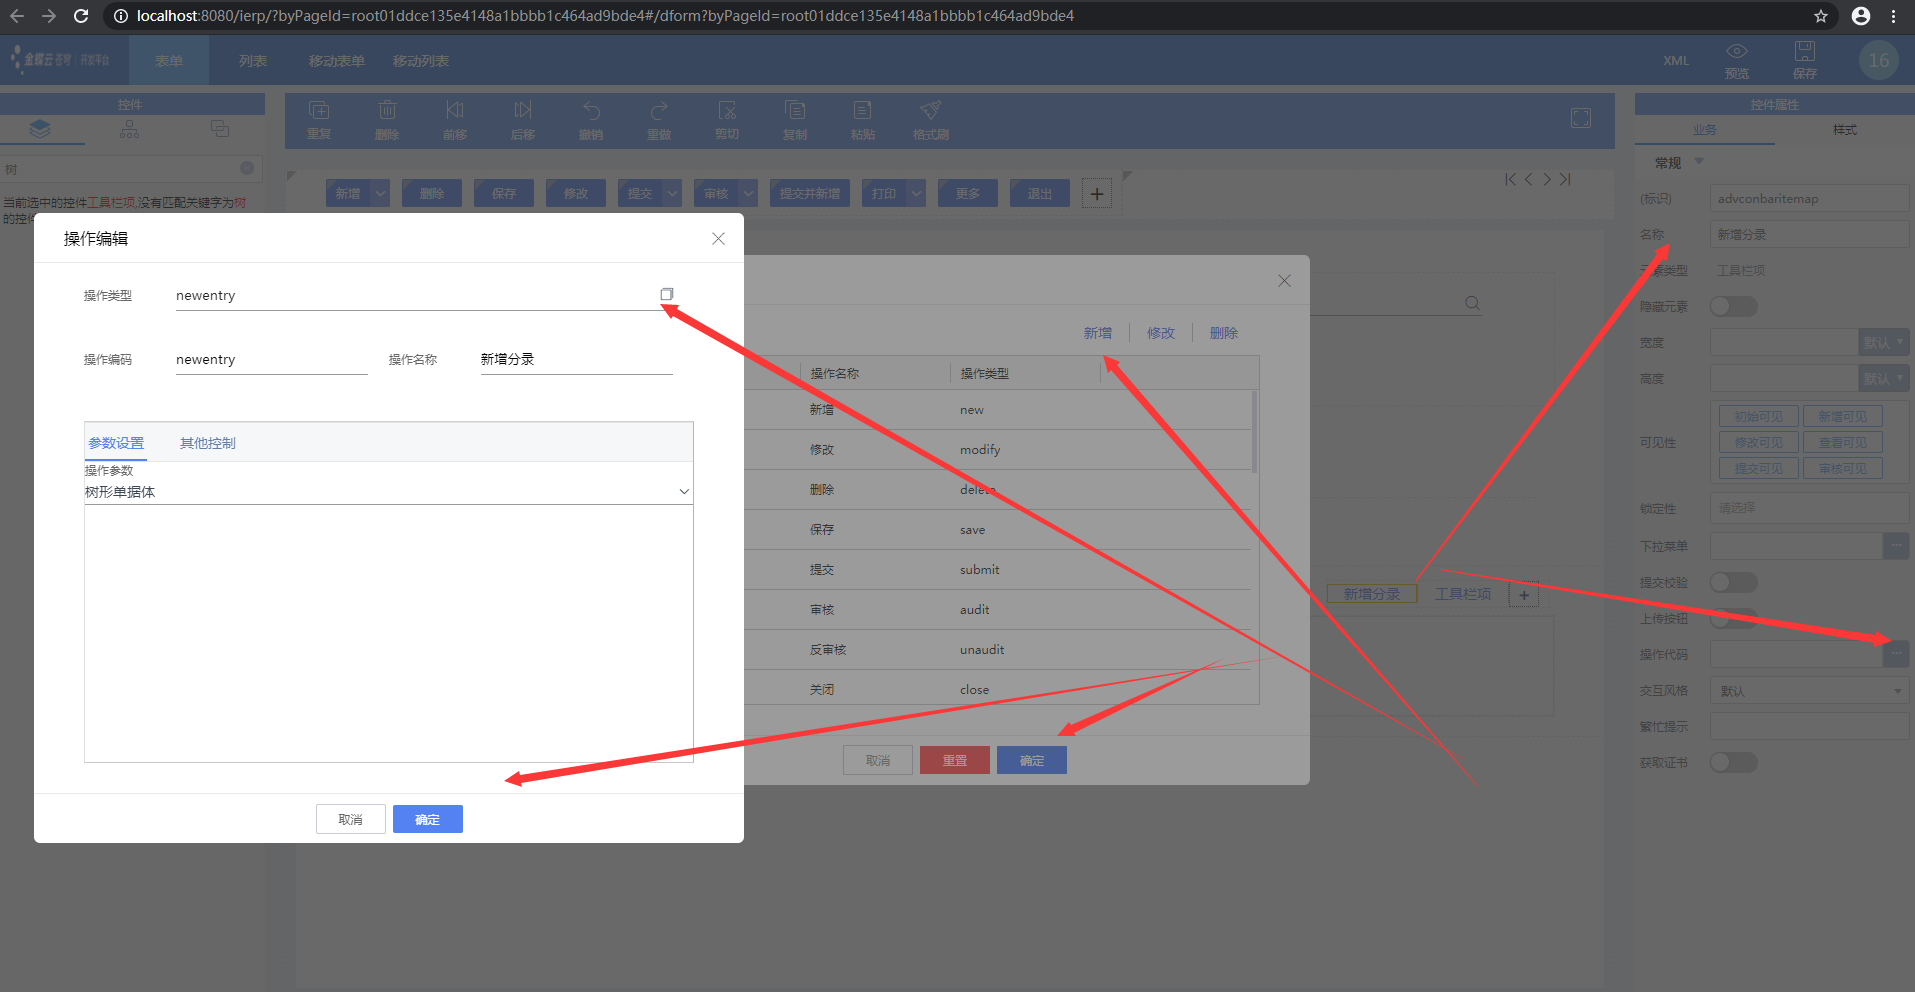 localhost:8080/ierp/?byPageId=root01ddce135e4148a1bbbb1c464ad9bde4#/dform?byPageId=root01ddce135e4148a1bbbb1c464ad9bde4
金蝶云苍穹 | 开发平台
表单
列表
移动表单
移动列表
XML
预览
保存
16
控件
重复
删除
前移
后移
撤销
重做
剪切
复制
粘贴
格式刷
控件属性
业务
样式
树
当前选中的控件工具栏项,没有匹配关键字为树
的控件
新增
删除
保存
修改
提交
审核
提交并新增
打印
更多
退出
常规
(标识)
advconbaritemap
名称
新增分录
元素类型
工具栏项
隐藏元素
宽度
默认
高度
默认
可见性
初始可见
新增可见
修改可见
查看可见
提交可见
审核可见
锁定性
请选择
下拉菜单
提交校验
上传按钮
操作代码
交互风格
默认
繁忙提示
获取证书
操作编辑
操作类型
newentry
操作编码
newentry
操作名称
新增分录
参数设置
其他控制
操作参数
树形单据体
取消
确定
新增
修改
删除
操作名称
操作类型
新增
new
修改
modify
删除
delete
保存
save
提交
submit
审核
audit
反审核
unaudit
关闭
close
取消
重置
确定
新增分录
工具栏项